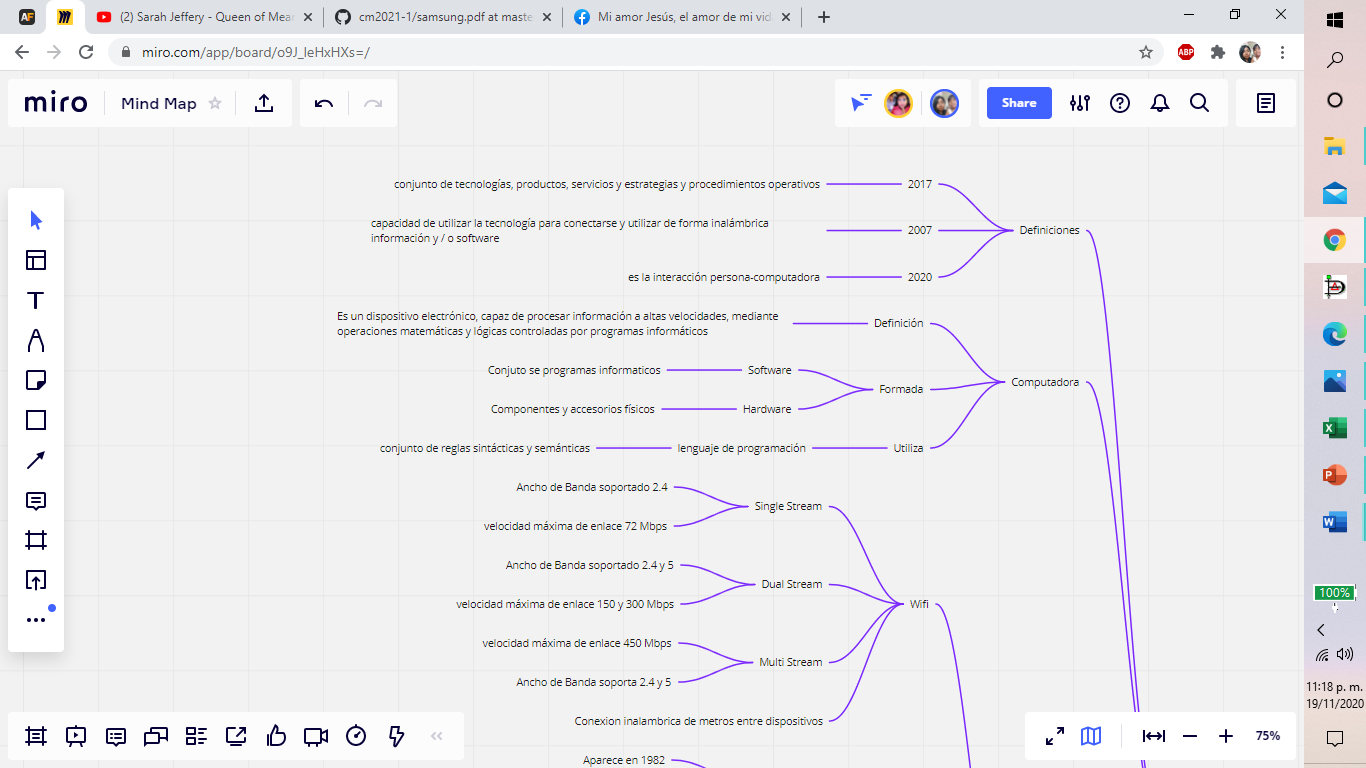 (2) Sarah Jeffery - Queen of Mear
cm2021-1/samsung.pdf at maste
Mi amor Jesús, el amor de mi vid
miro.com/app/board/o9J_leHxHXs=/
ABP
miro
Mind Map
Share
conjunto de tecnologías, productos, servicios y estrategias y procedimientos operativos
2017
capacidad de utilizar la tecnología para conectarse y utilizar de forma inalámbrica
información y / o software
2007
Definiciones
es la interacción persona-computadora
2020
Es un dispositivo electrónico, capaz de procesar información a altas velocidades, mediante
operaciones matemáticas y lógicas controladas por programas informáticos
Definición
Conjuto se programas informaticos
Software
Formada
Computadora
Componentes y accesorios físicos
Hardware
conjunto de reglas sintácticas y semánticas
lenguaje de programación
Utiliza
Ancho de Banda soportado 2.4
Single Stream
velocidad máxima de enlace 72 Mbps
Ancho de Banda soportado 2.4 y 5
Dual Stream
velocidad máxima de enlace 150 y 300 Mbps
Wifi
velocidad máxima de enlace 450 Mbps
Multi Stream
Ancho de Banda soporta 2.4 y 5
Conexion inalambrica de metros entre dispositivos
Aparece en 1982
75%
100%
11:18 p. m.
19/11/2020